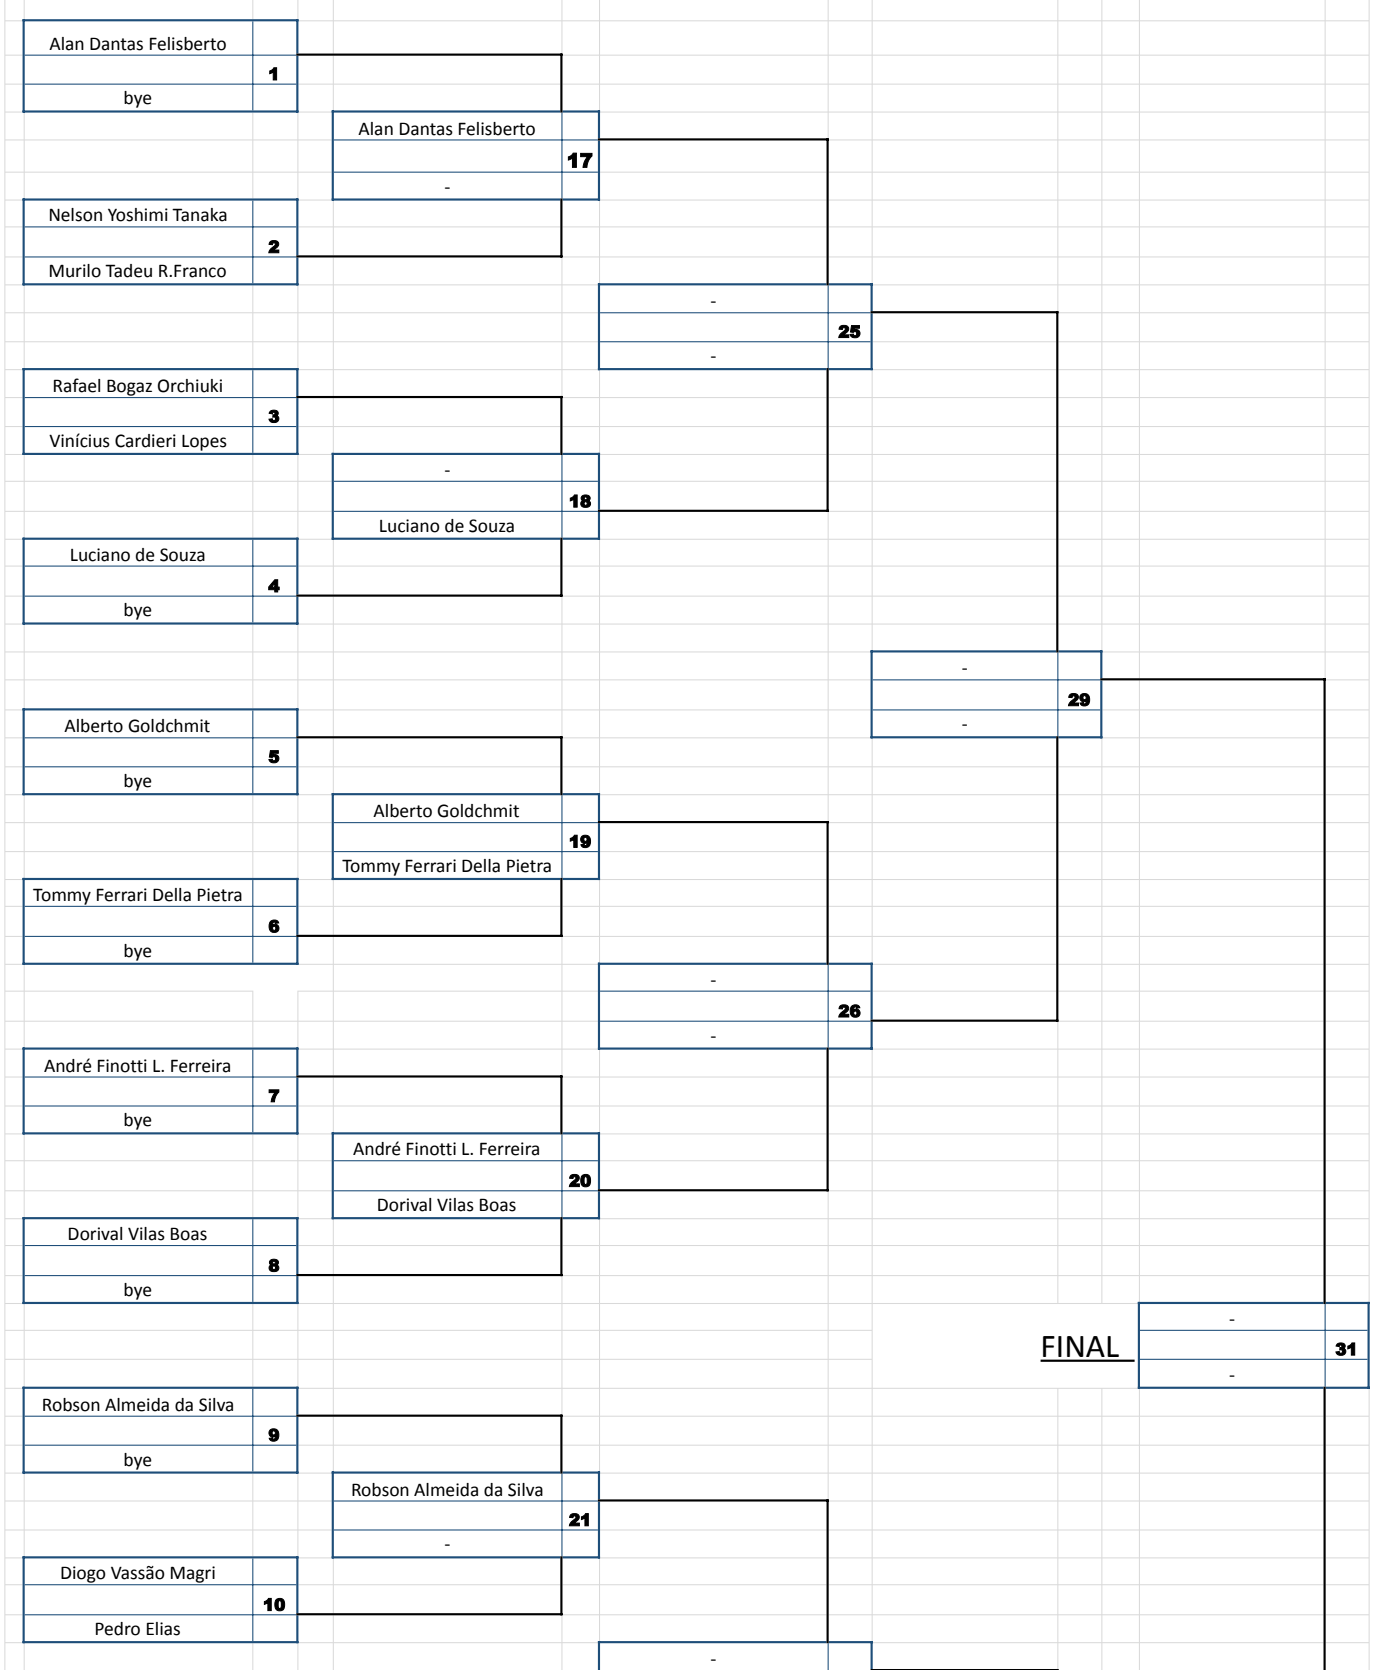 Alan Dantas Felisberto
1
bye
Alan Dantas Felisberto
17
-
Nelson Yoshimi Tanaka
2
Murilo Tadeu R.Franco
-
25
-
Rafael Bogaz Orchiuki
3
Vinícius Cardieri Lopes
-
18
Luciano de Souza
Luciano de Souza
4
bye
-
29
-
Alberto Goldchmit
5
bye
Alberto Goldchmit
19
Tommy Ferrari Della Pietra
Tommy Ferrari Della Pietra
6
bye
-
26
-
André Finotti L. Ferreira
7
bye
André Finotti L. Ferreira
20
Dorival Vilas Boas
Dorival Vilas Boas
8
bye
FINAL
-
31
-
Robson Almeida da Silva
9
bye
Robson Almeida da Silva
21
-
Diogo Vassão Magri
10
Pedro Elias
-